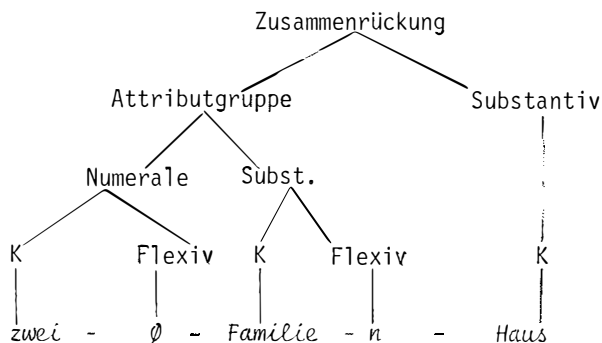 Zusammenrückung
Attributgruppe Substantiv
Numerale Subst.
K Flexiv K Flexiv K
zwei - Ø - Familie - n - Haus